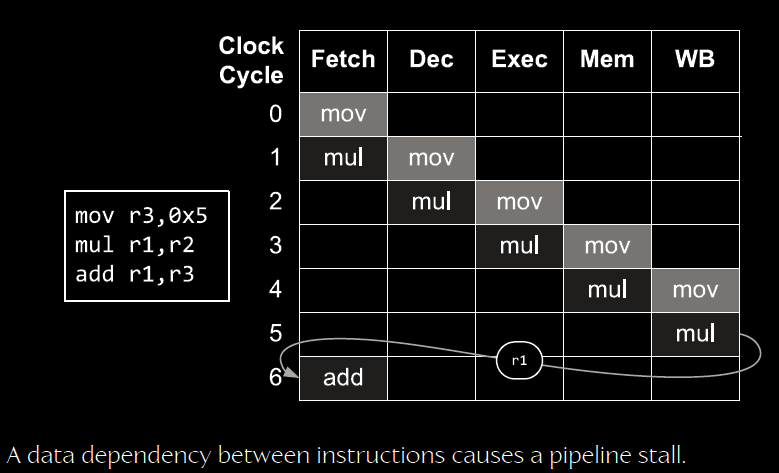 Clock Cycle Fetch Dec Exec Mem WB
0 mov
1 mul mov
2 mul mov
3 mul mov
4 mul mov
5 mul
r1
6 add
mov r3,0x5
mul r1,r2
add r1,r3
A data dependency between instructions causes a pipeline stall.